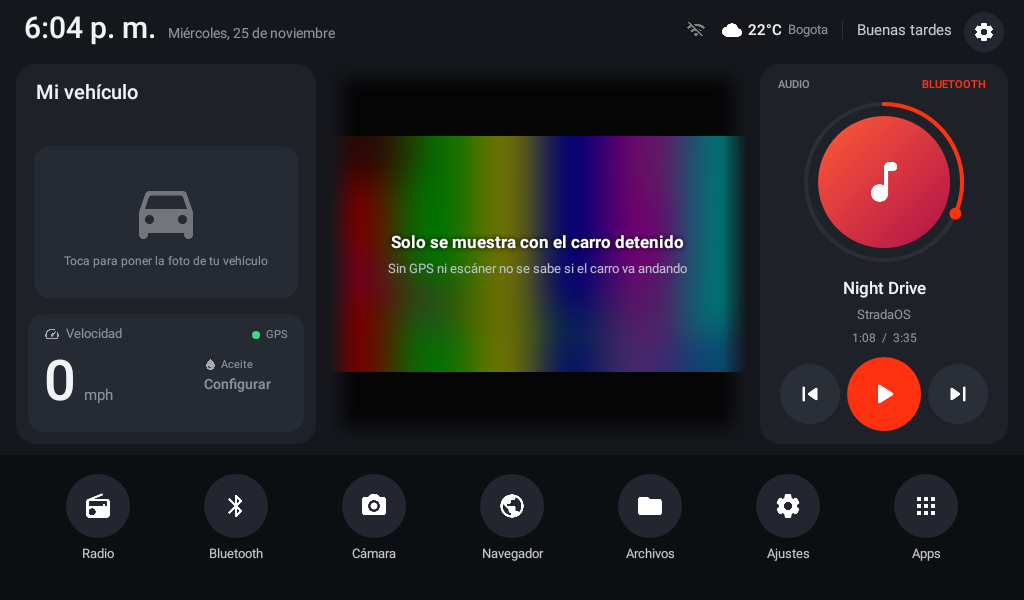 6:04 p. m.
Miércoles, 25 de noviembre
22°C Bogota
Buenas tardes
Mi vehículo
Toca para poner la foto de tu vehículo
Velocidad
GPS
0 mph
Aceite
Configurar
Solo se muestra con el carro detenido
Sin GPS ni escáner no se sabe si el carro va andando
AUDIO
BLUETOOTH
Night Drive
StradaOS
1:08 / 3:35
Radio
Bluetooth
Cámara
Navegador
Archivos
Ajustes
Apps